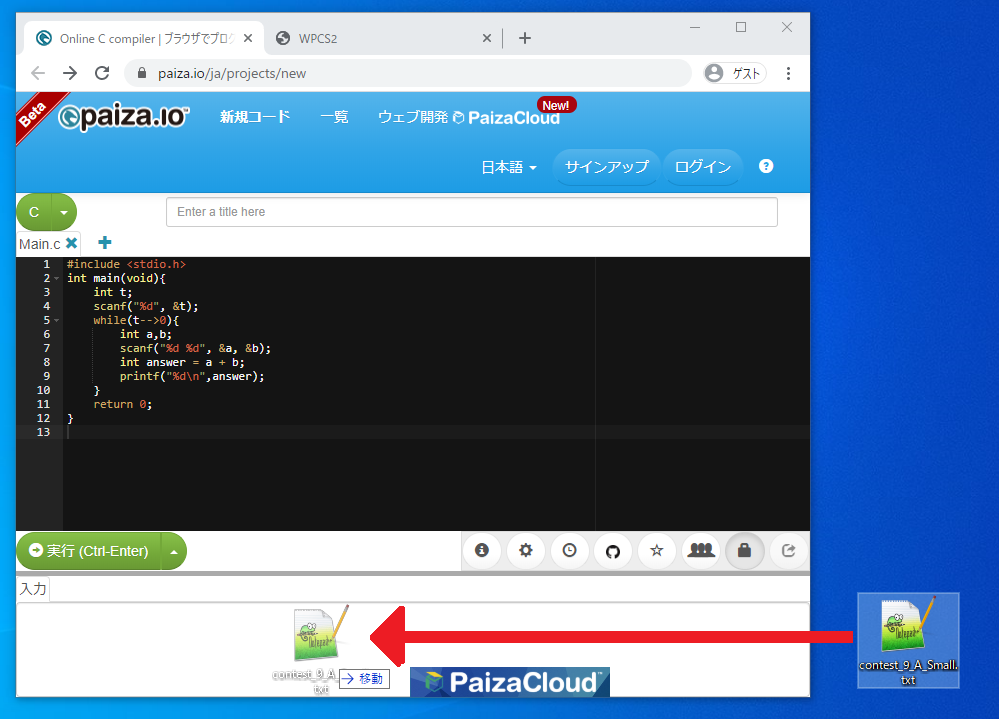 Online C compiler | ブラウザでプログ
WPCS2
paiza.io/ja/projects/new
ゲスト
Beta
paiza.io™
新規コード
一覧
ウェブ開発 PaizaCloud
New!
日本語
サインアップ
ログイン
?
C
Enter a title here
Main.c
1 #include <stdio.h>
2 int main(void){
3 int t;
4 scanf("%d", &t);
5 while(t-->0){
6 int a,b;
7 scanf("%d %d", &a, &b);
8 int answer = a + b;
9 printf("%d\n",answer);
10 }
11 return 0;
12 }
13
実行 (Ctrl-Enter)
入力
contest_9_A_
txt
移動
PaizaCloud™
contest_9_A_Small.
txt